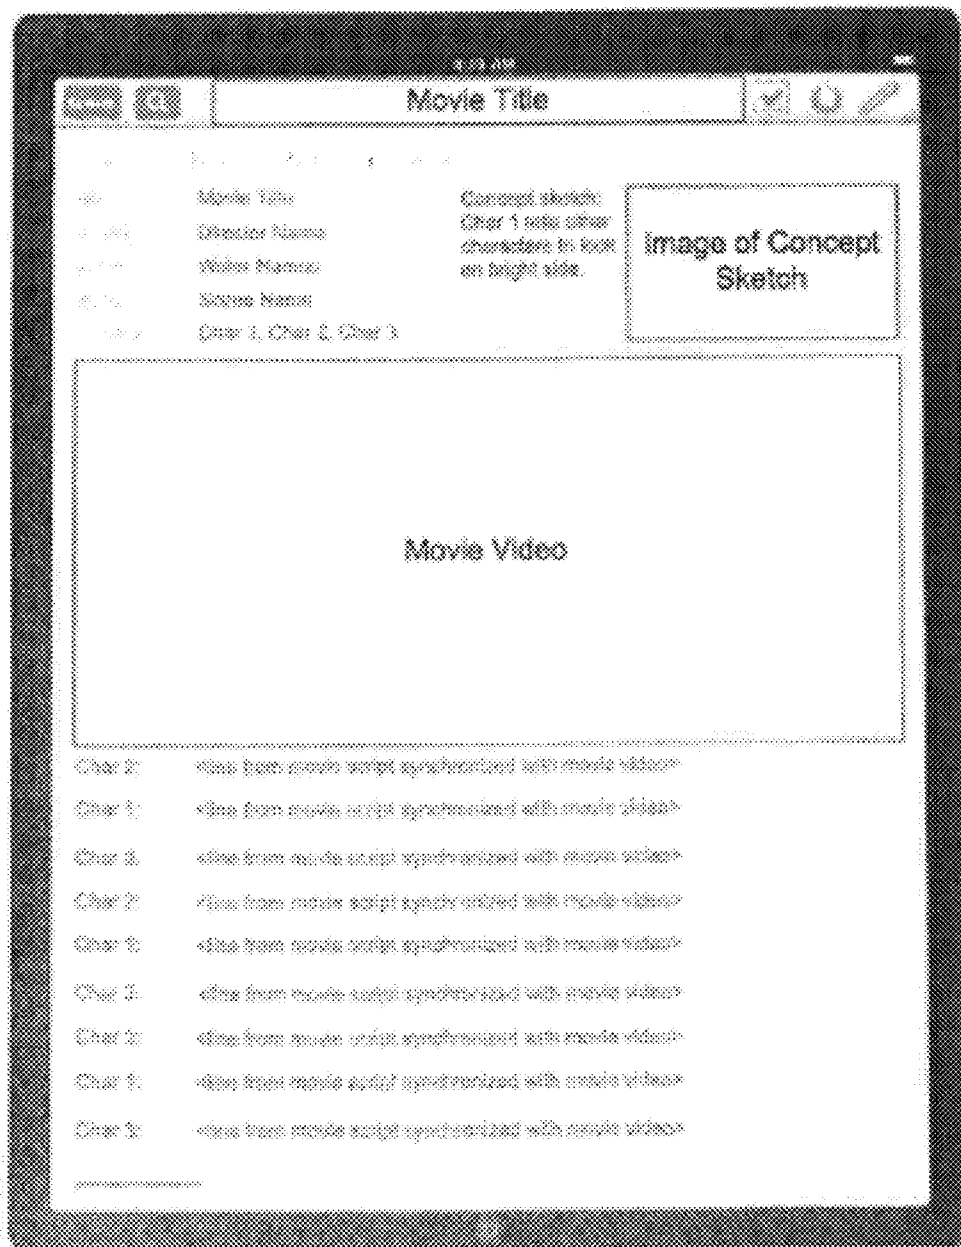 Movie Title
Movie Title
Director Name
Writer Names
Scene Name
Char 1, Char 2, Char 3
Concept sketch:
Char 1 tells other
characters to look
on bright side.
Image of Concept
Sketch
Movie Video
Char 2: <line from movie script synchronized with movie video>
Char 1: <line from movie script synchronized with movie video>
Char <line from movie script synchronized with movie video>
Char 2: <line from movie script synchronized with movie video>
Char <line from movie script synchronized with movie video>
Char <line from movie script synchronized with movie video>
Char <line from movie script synchronized with movie video>
Char 1: <line from movie script synchronized with movie video>
Char 3: <line from movie script synchronized with movie video>